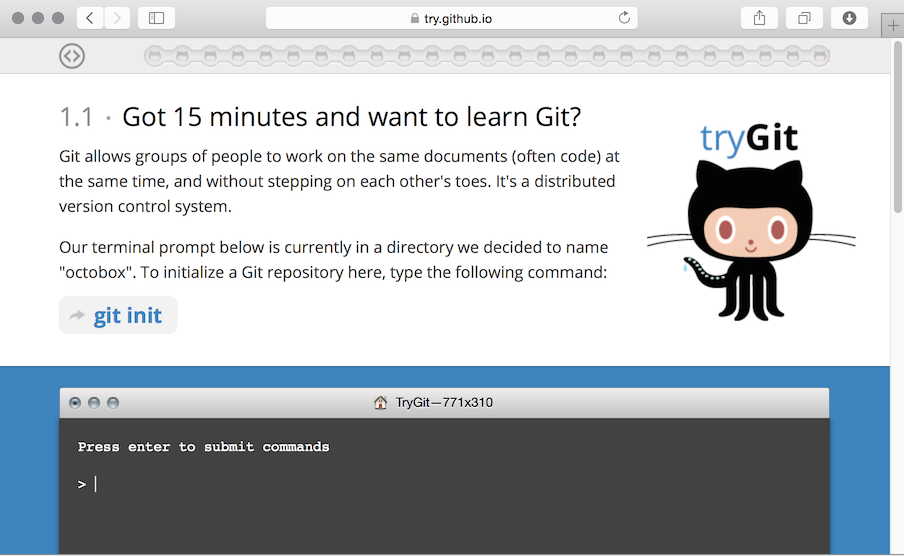 try.github.io
1.1 · Got 15 minutes and want to learn Git?
tryGit
Git allows groups of people to work on the same documents (often code) at
the same time, and without stepping on each other's toes. It's a distributed
version control system.
Our terminal prompt below is currently in a directory we decided to name
"octobox". To initialize a Git repository here, type the following command:
git init
TryGit—771x310
Press enter to submit commands
>